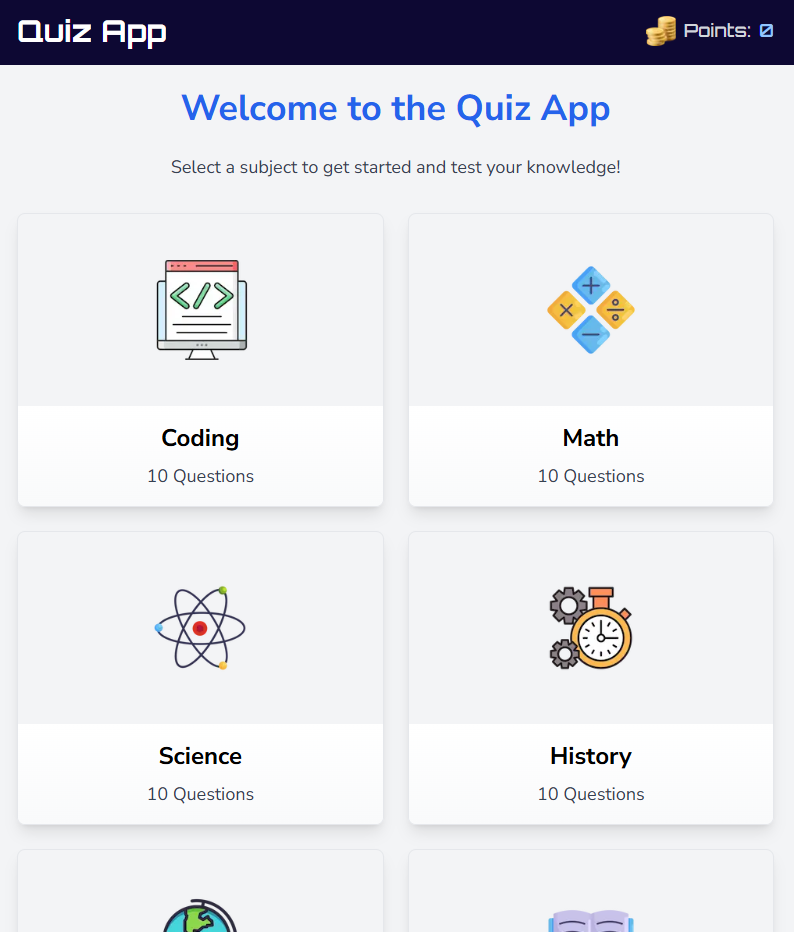 Quiz App
Points: 0
Welcome to the Quiz App
Select a subject to get started and test your knowledge!
Coding
10 Questions
Math
10 Questions
Science
10 Questions
History
10 Questions